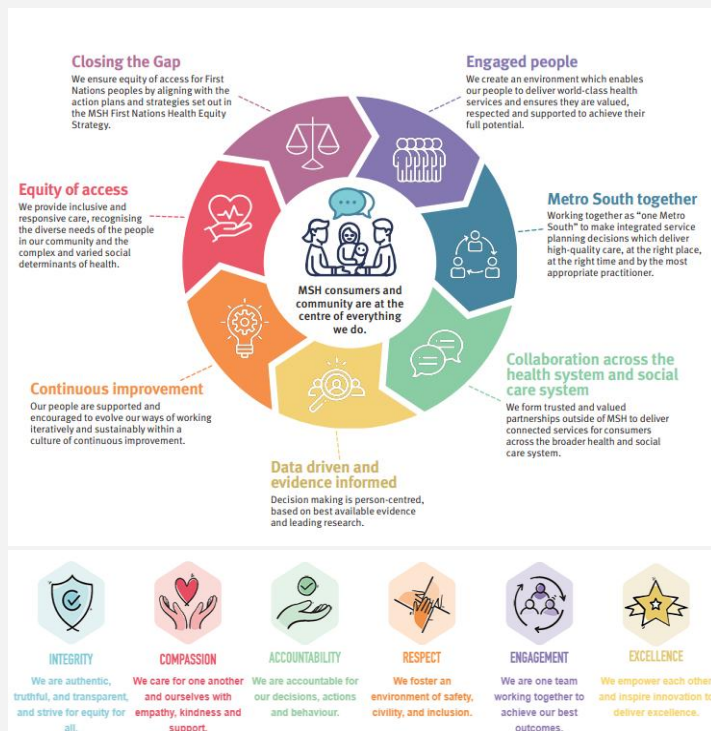 Closing the Gap
We ensure equity of access for First
Nations peoples by aligning with the
action plans and strategies set out in
the MSH First Nations Health Equity
Strategy.
Engaged people
We create an environment which enables
our people to deliver world-class health
services and ensures they are valued,
respected and supported to achieve their
full potential.
Equity of access
We provide inclusive and
responsive care, recognising
the diverse needs of the people
in our community and the
complex and varied social
determinants of health.
Metro South together
Working together as “one Metro
South” to make integrated service
planning decisions which deliver
high-quality care, at the right place,
at the right time and by the most
appropriate practitioner.
MSH consumers and
community are at the
centre of everything
we do.
Continuous improvement
Our people are supported and
encouraged to evolve our ways of working
iteratively and sustainably within a
culture of continuous improvement.
Collaboration across the
health system and social
care system
We form trusted and valued
partnerships outside of MSH to deliver
connected services for consumers
across the broader health and social
care system.
Data driven and
evidence informed
Decision making is person-centred,
based on best available evidence
and leading research.
INTEGRITY
We are authentic,
truthful, and transparent,
and strive for equity for
all.
COMPASSION
We care for one another
and ourselves with
empathy, kindness and
support.
ACCOUNTABILITY
We are accountable for
our decisions, actions
and behaviour.
RESPECT
We foster an
environment of safety,
civility, and inclusion.
ENGAGEMENT
We are one team
working together to
achieve our best
outcomes.
EXCELLENCE
We empower each other
and inspire innovation to
deliver excellence.